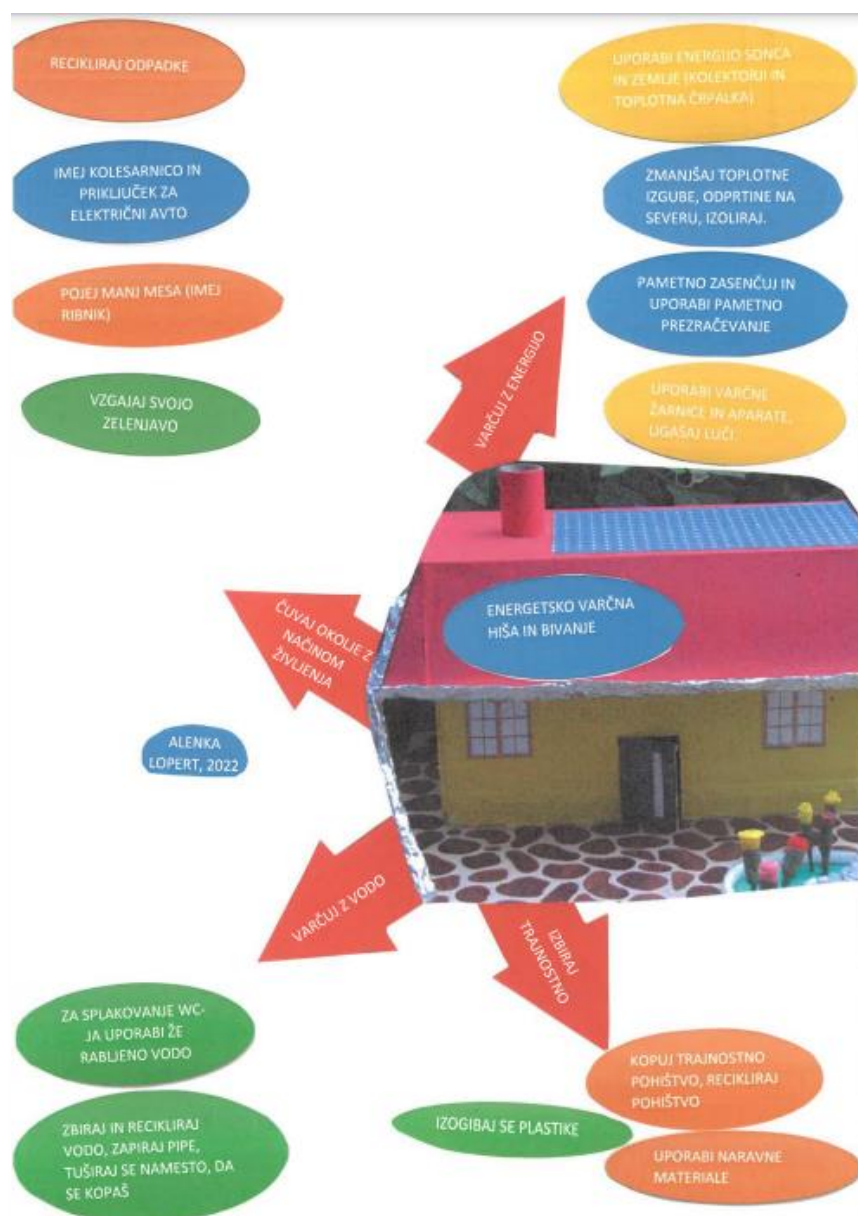 RECIKLIRAJ ODPADKE
IMEJ KOLESARNICO IN
PRIKLJUČEK ZA
ELEKTRIČNI AVTO
POJEJ MANJ MESA (IMEJ
RIBNIK)
VZGAJAJ SVOJO
ZELENJAVO
UPORABI ENERGIJO SONCA
IN ZEMLJE (KOLEKTORJI IN
TOPLOTNA ČRPALKA)
ZMANJŠAJ TOPLOTNE
IZGUBE, ODPRTINE NA
SEVERU, IZOLIRAJ.
PAMETNO ZASENČUJ IN
UPORABI PAMETNO
PREZRAČEVANJE
UPORABI VARČNE
ŽARNICE IN APARATE,
UGAŠAJ LUČI.
VARČUJ Z ENERGIJO
ENERGETSKO VARČNA
HIŠA IN BIVANJE
ČUVAJ OKOLJE Z
NAČINOM
ŽIVLJENJA
ALENKA
LOPERT, 2022
VARČUJ Z VODO
IZBIRAJ
TRAJNOSTNO
ZA SPLAKOVANJE WC-
JA UPORABI ŽE
RABLJENO VODO
ZBIRAJ IN RECIKLIRAJ
VODO, ZAPIRAJ PIPE,
TUŠIRAJ SE NAMESTO, DA
SE KOPAŠ
IZOGIBAJ SE PLASTIKE
KOPUJ TRAJNOSTNO
POHIŠTVO, RECIKLIRAJ
POHIŠTVO
UPORABI NARAVNE
MATERIALE